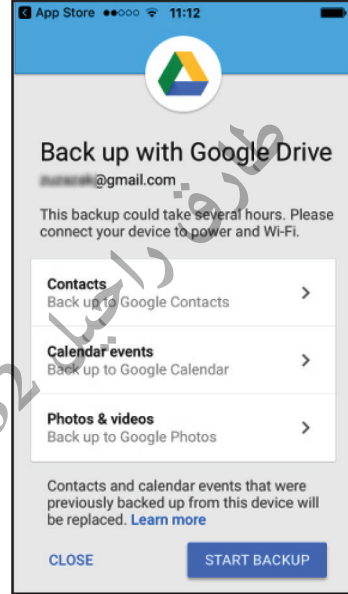 App Store 11:12
Back up with Google Drive
@gmail.com
This backup could take several hours. Please
connect your device to power and Wi-Fi.
Contacts
Back up to Google Contacts
Calendar events
Back up to Google Calendar
Photos & videos
Back up to Google Photos
Contacts and calendar events that were
previously backed up from this device will
be replaced. Learn more
CLOSE START BACKUP
طارق راحيل